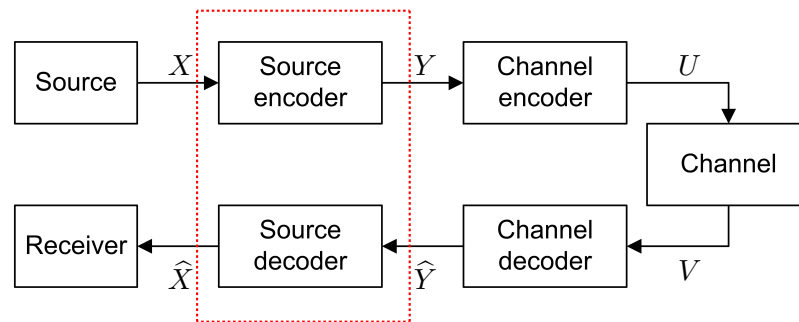 Source
X
Source
encoder
Y
Channel
encoder
U
Channel
Receiver
X̂
Source
decoder
Ŷ
Channel
decoder
V